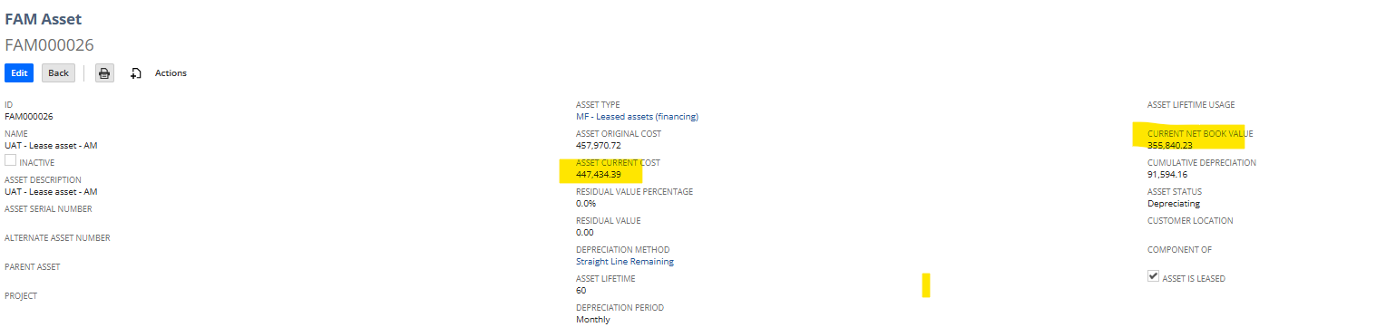 FAM Asset
FAM000026
Edit
Back
Actions
ID
FAM000026
NAME
UAT - Lease asset - AM
INACTIVE
ASSET DESCRIPTION
UAT - Lease asset - AM
ASSET SERIAL NUMBER
ALTERNATE ASSET NUMBER
PARENT ASSET
PROJECT
ASSET TYPE
MF - Leased assets (financing)
ASSET ORIGINAL COST
457,970.72
ASSET CURRENT COST
447,434.39
RESIDUAL VALUE PERCENTAGE
0.0%
RESIDUAL VALUE
0.00
DEPRECIATION METHOD
Straight Line Remaining
ASSET LIFETIME
60
DEPRECIATION PERIOD
Monthly
ASSET LIFETIME USAGE
CURRENT NET BOOK VALUE
355,840.23
CUMULATIVE DEPRECIATION
91,594.16
ASSET STATUS
Depreciating
CUSTOMER LOCATION
COMPONENT OF
ASSET IS LEASED